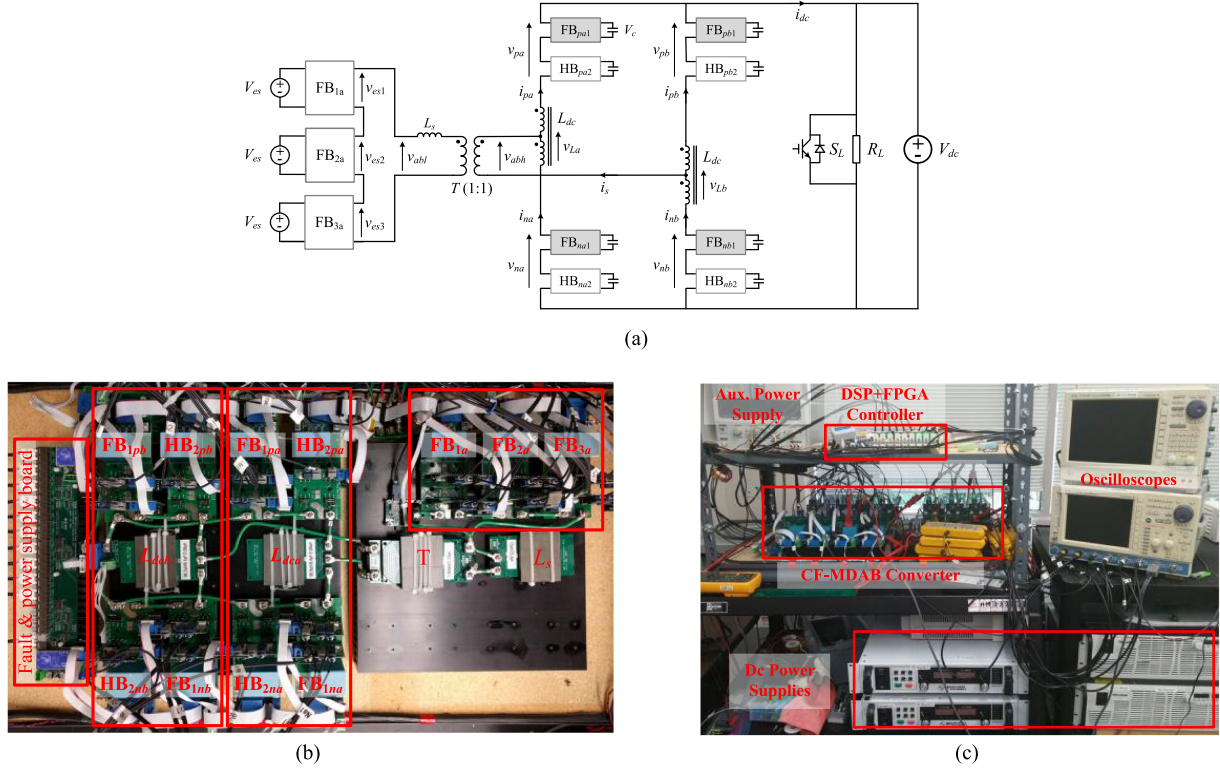 i_dc
FB_pa1
V_c
FB_pb1
v_pa
v_pb
HB_pa2
HB_pb2
V_es
FB_1a
v_es1
i_pa
i_pb
L_dc
L_s
V_es
FB_2a
v_es2
v_abl
v_abh
v_La
L_dc
S_L
R_L
V_dc
T (1:1)
i_s
v_Lb
V_es
FB_3a
v_es3
i_na
i_nb
FB_na1
FB_nb1
v_na
v_nb
HB_na2
HB_nb2
(a)
Fault & power supply board
FB_1pb
HB_2pb
FB_1pa
HB_2pa
FB_1a
FB_2a
FB_3a
L_dcb
L_dca
T
L_s
HB_2nb
FB_1nb
HB_2na
FB_1na
(b)
Aux. Power
Supply
DSP+FPGA
Controller
Oscilloscopes
CF-MDAB Converter
Dc Power
Supplies
(c)